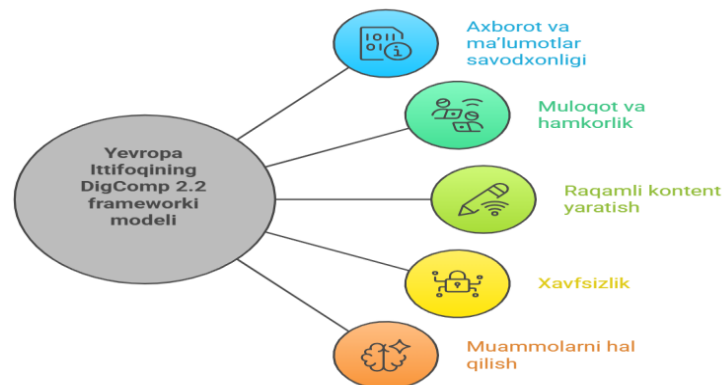 Yevropa
Ittifoqining
DigComp 2.2
frameworki
modeli
Axborot va
ma'lumotlar
savodxonligi
Muloqot va
hamkorlik
Raqamli kontent
yaratish
Xavfsizlik
Muammolarni hal
qilish